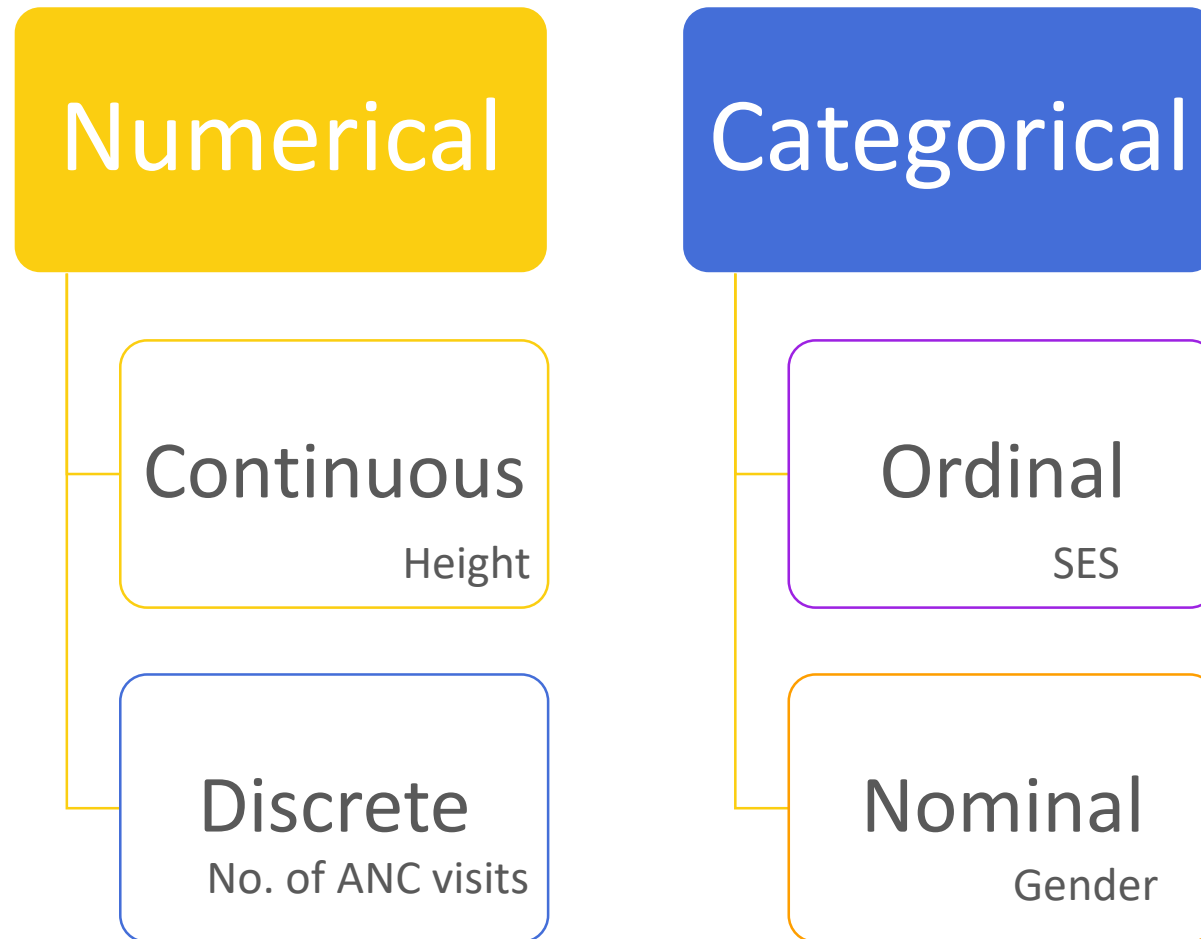 Numerical
Continuous
Height
Discrete
No. of ANC visits
Categorical
Ordinal
SES
Nominal
Gender